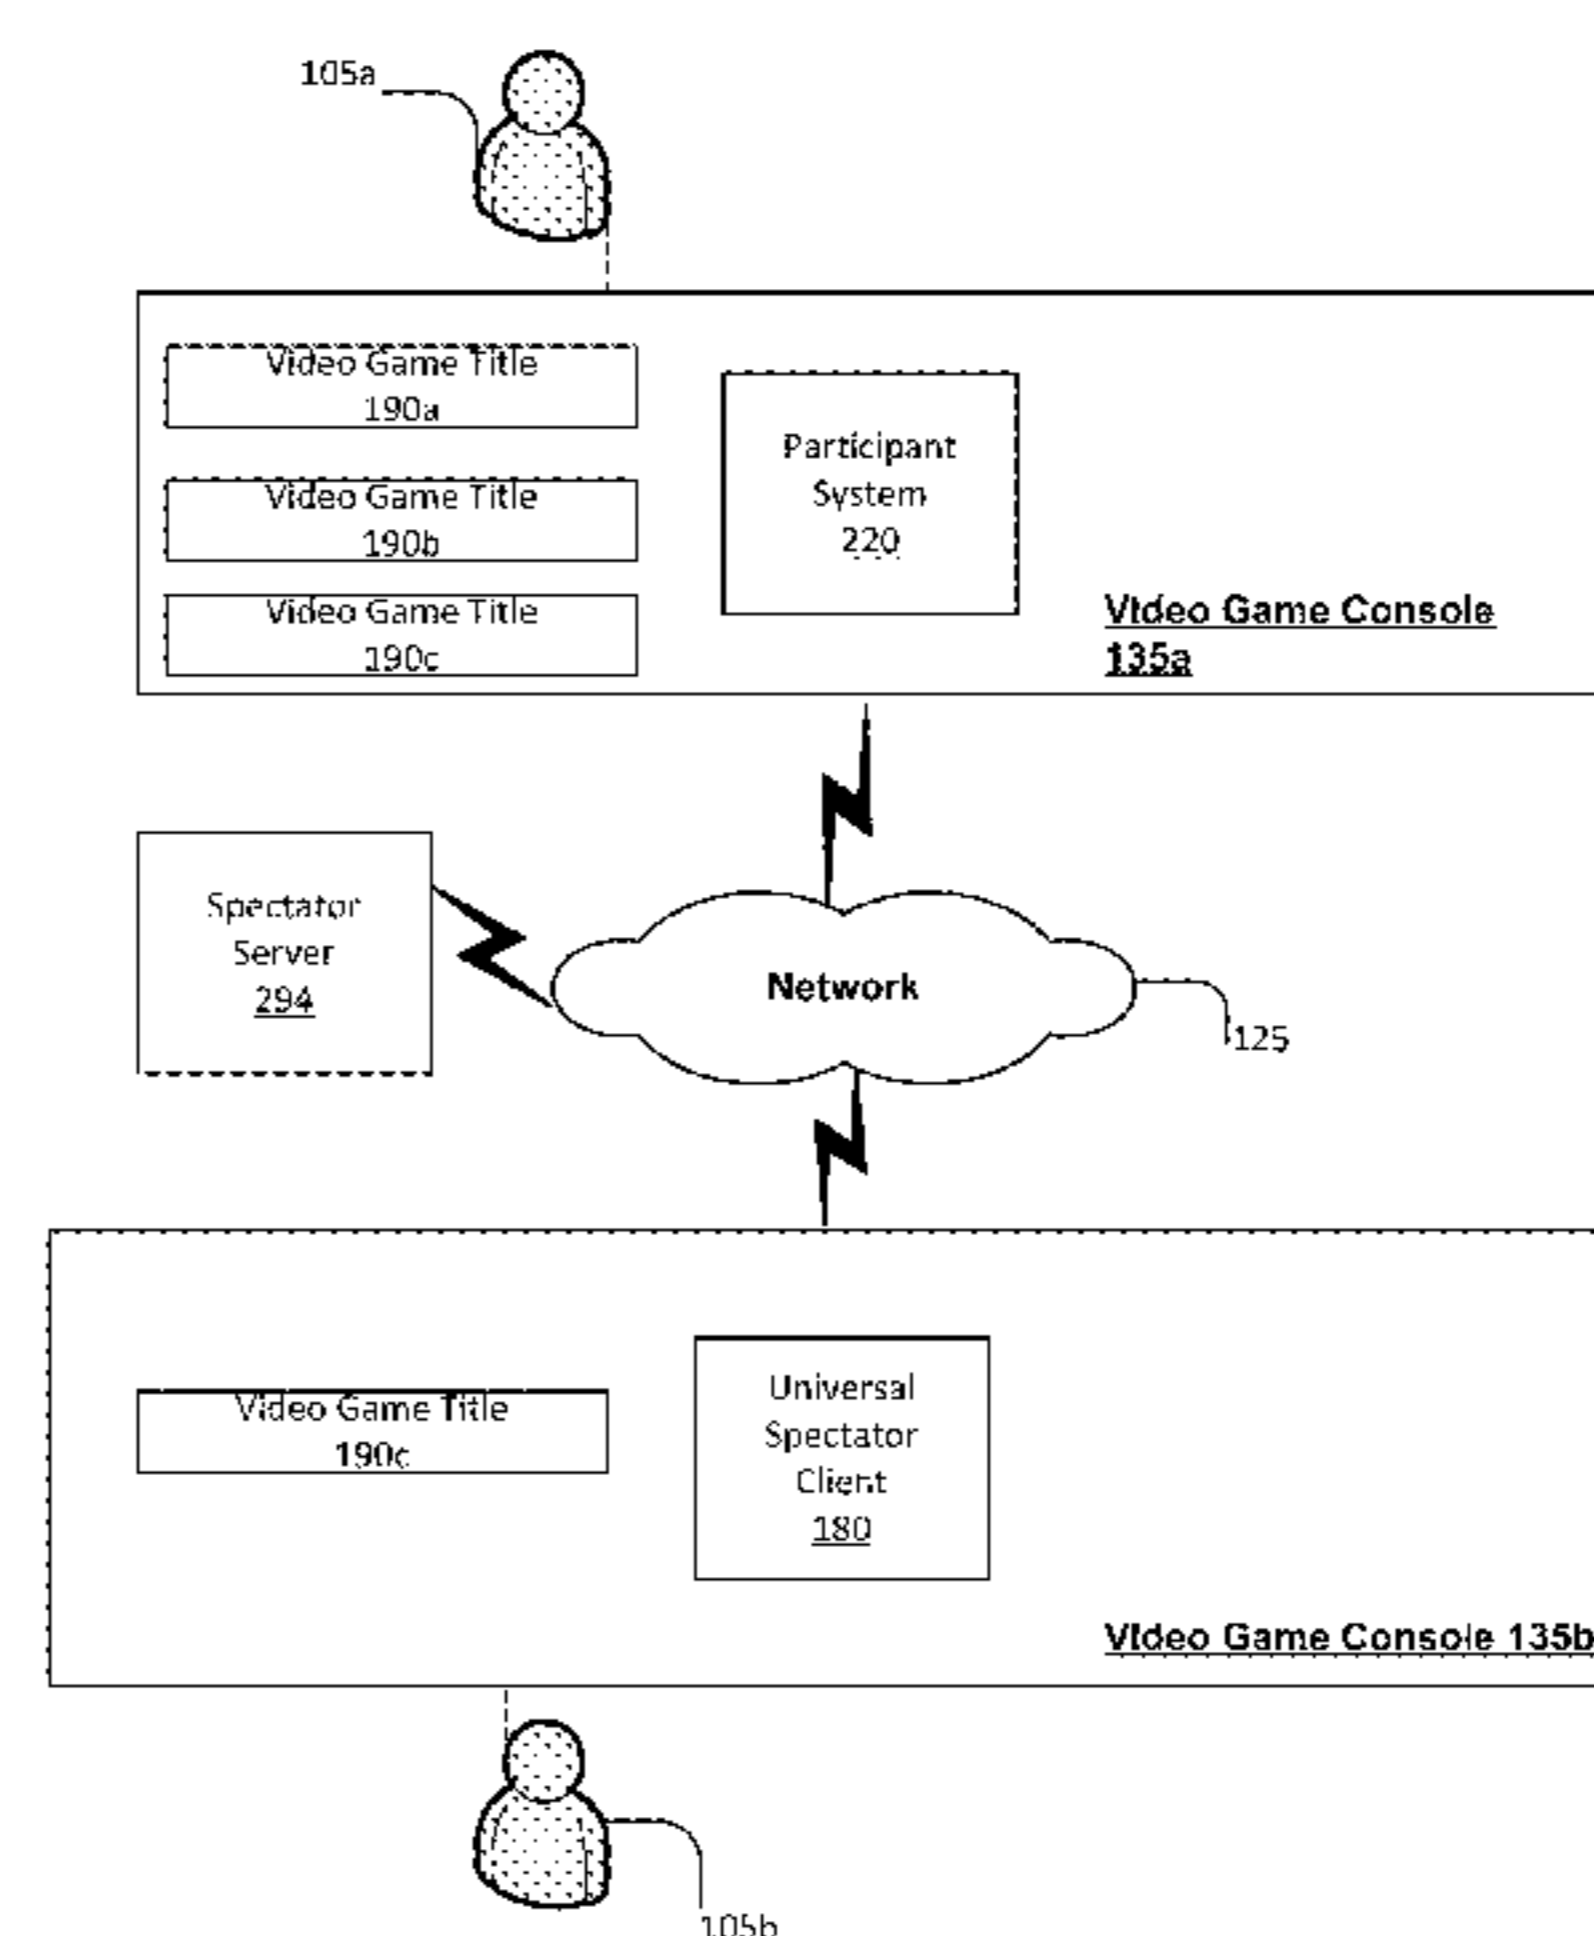 105a
Video Game Title
190a
Video Game Title
190b
Video Game Title
190c
Participant
System
220
Video Game Console
135a
Spectator
Server
294
Network
125
Video Game Title
190c
Universal
Spectator
Client
180
Video Game Console 135b
105b